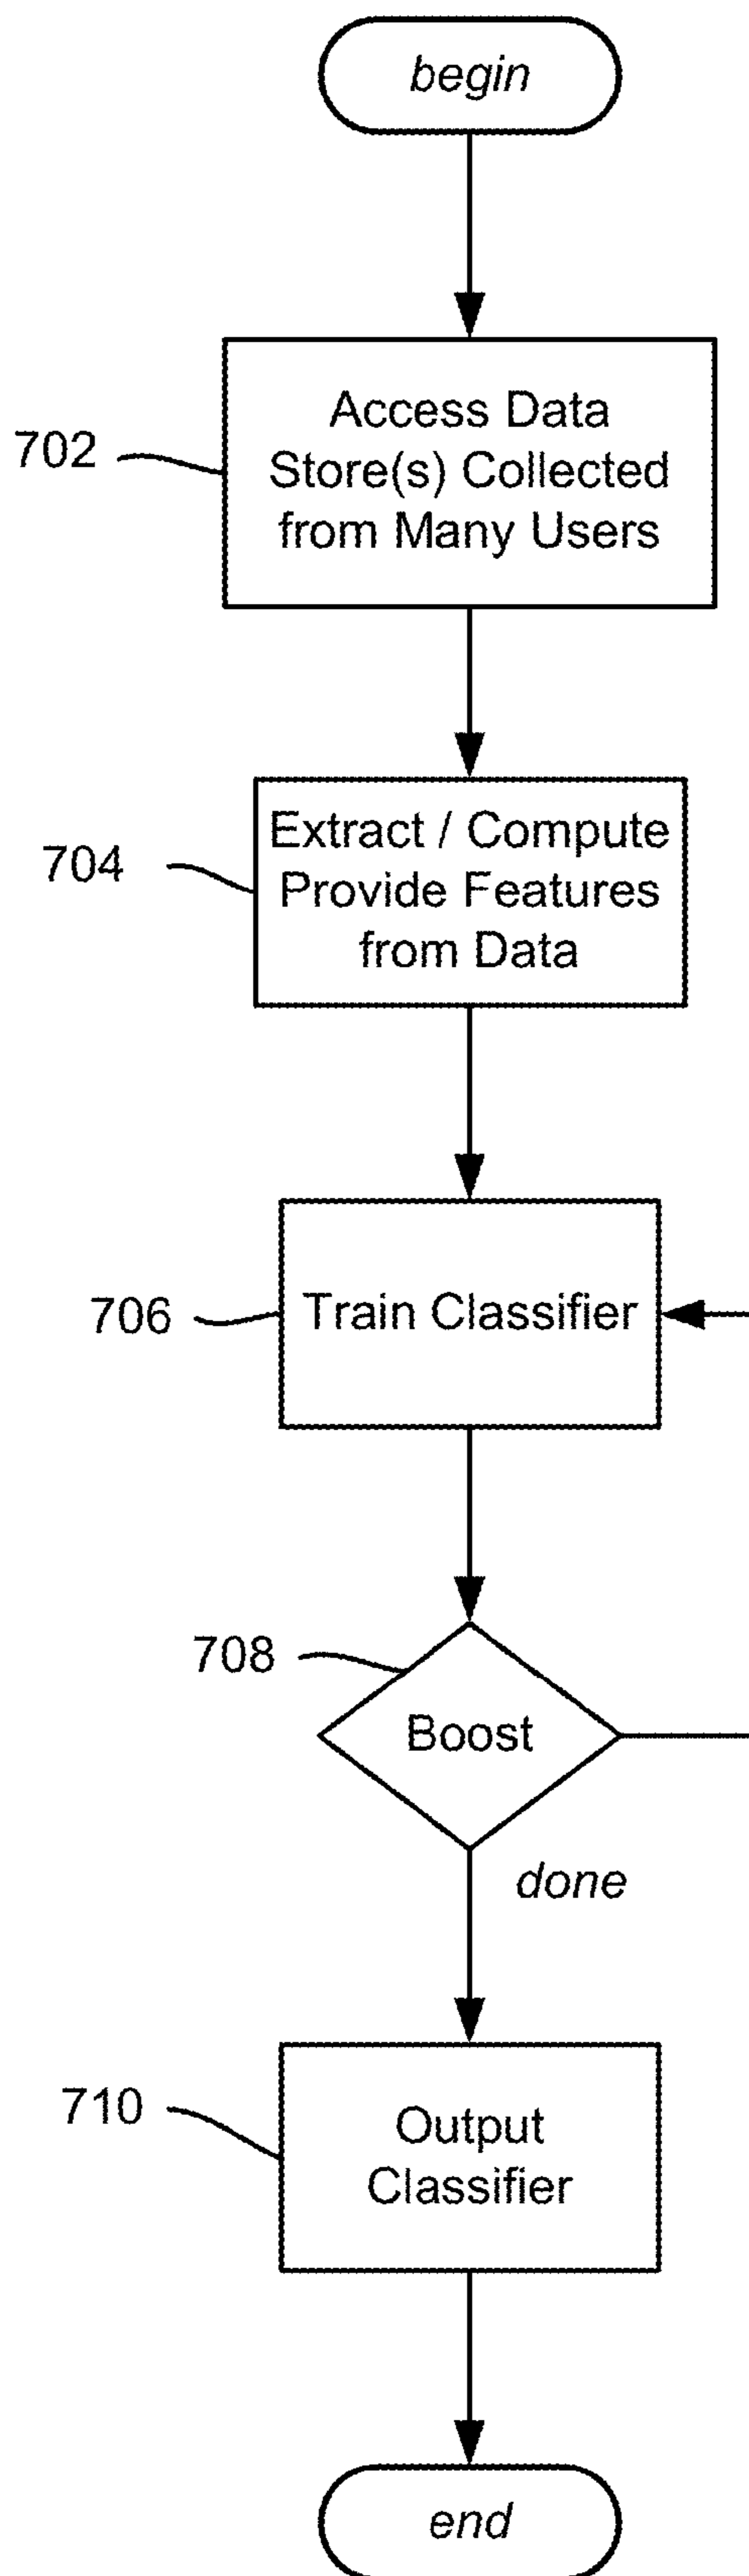 begin
702
Access Data
Store(s) Collected
from Many Users
704
Extract / Compute
Provide Features
from Data
706
Train Classifier
708
Boost
done
710
Output
Classifier
end